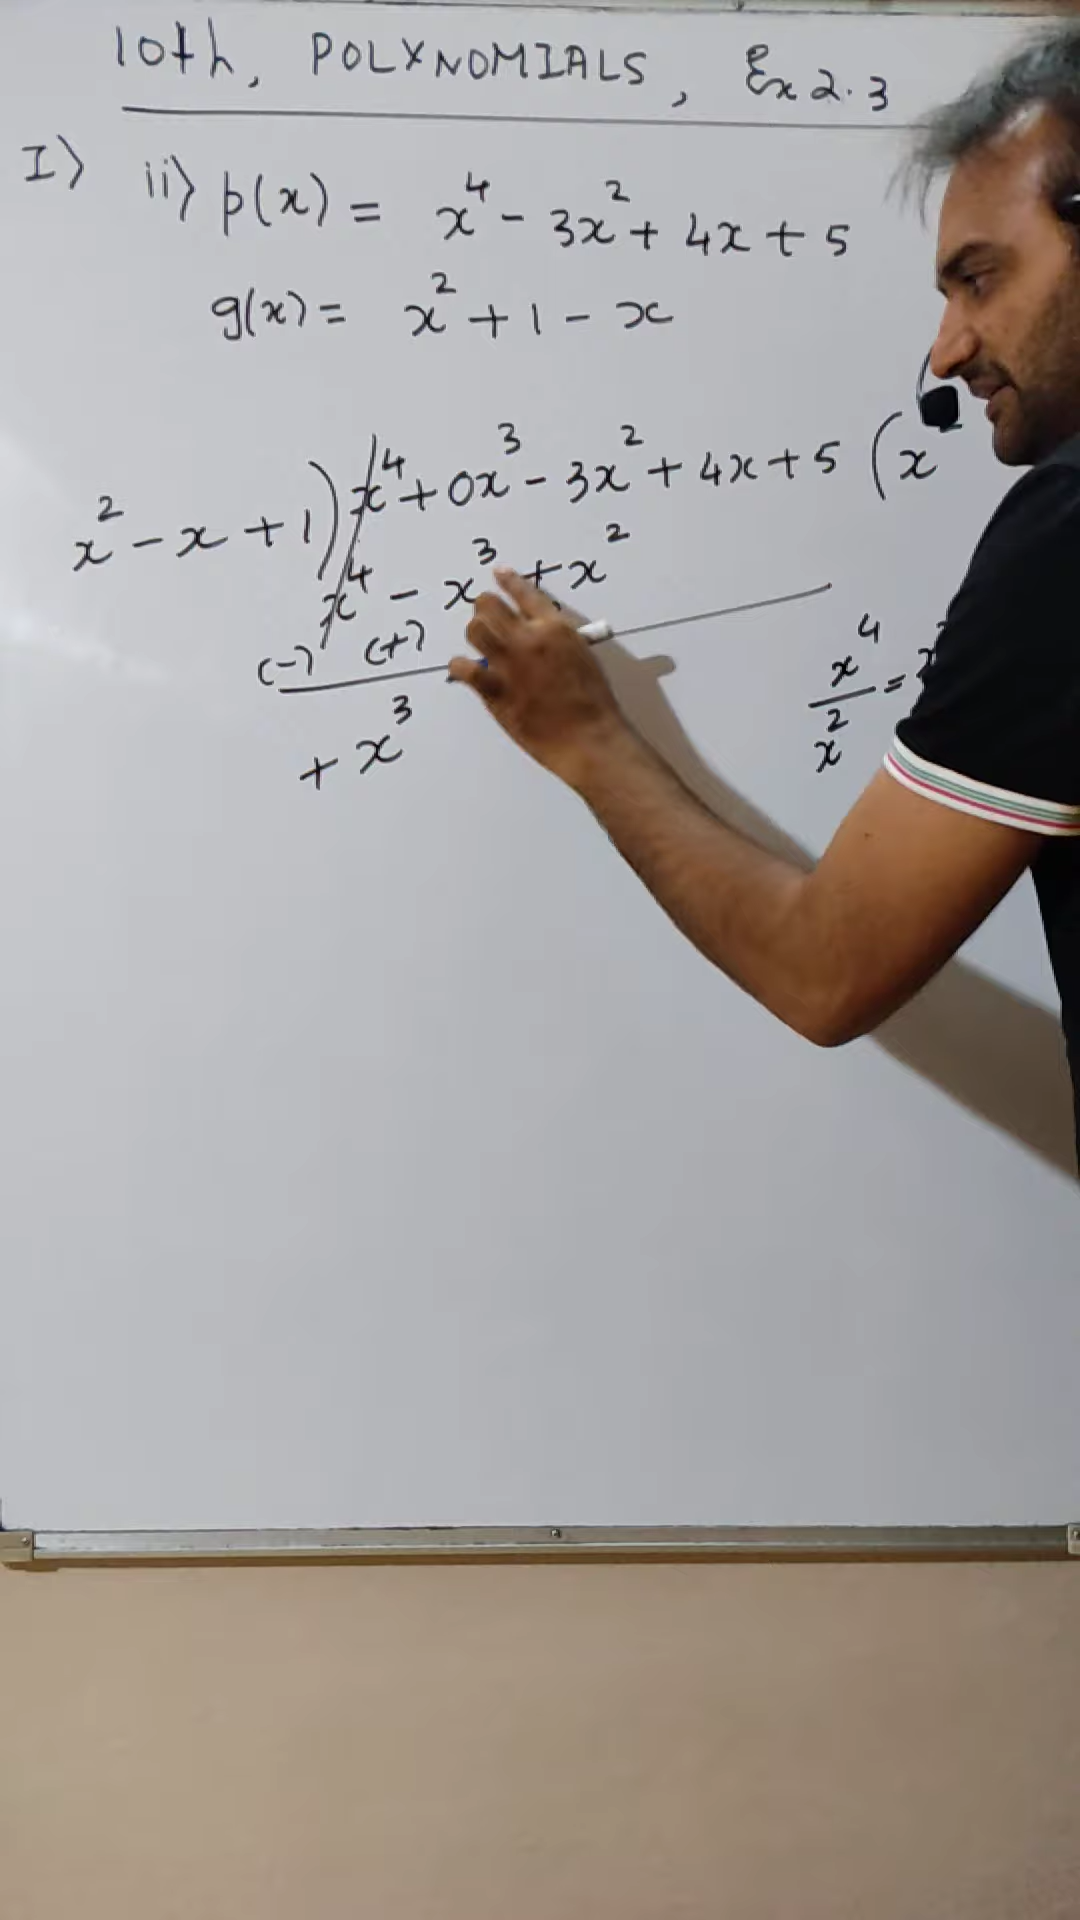 10th, POLYNOMIALS, Ex 2.3
I) ii) p(x) = x⁴ - 3x² + 4x + 5
g(x) = x² + 1 - x
x² - x + 1) x⁴ + 0x³ - 3x² + 4x + 5 (x²
x⁴ - x³ + x²
(-) (+)
+ x³
x⁴/x² =